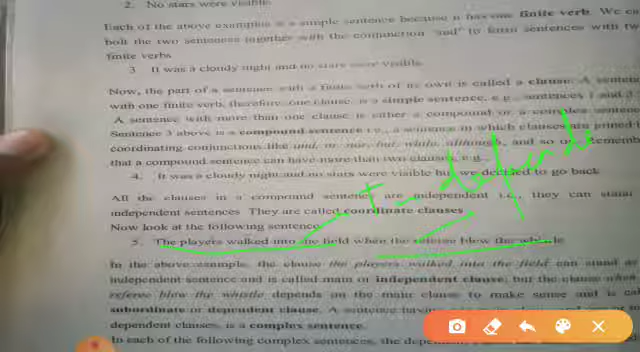 2. No stars were visible.
Each of the above examples is a simple sentence because it has one finite verb. We ca
bolt the two sentences together with the conjunction 'and' to form sentences with tw
finite verbs.
3. It was a cloudy night and no stars were visible.
Now, the part of a sentence with a finite verb of its own is called a clause. A senten
with one finite verb, therefore, one clause, is a simple sentence, e.g., sentences 1 and 2
A sentence with more than one clause is either a compound or a complex senten
Sentence 3 above is a compound sentence i.e., a sentence in which clauses are joined b
coordinating conjunctions like and, or, nor, but, while, although, and so on. Rememb
that a compound sentence can have more than two clauses, e.g.
4. It was a cloudy night and no stars were visible but we decided to go back
All the clauses in a compound sentence are independent i.e., they can stand
independent sentences. They are called coordinate clauses
Now look at the following sentence
5. The players walked into the field when the referee blew the whistle
In the above example, the clause the players walked into the field can stand as
independent sentence and is called main or independent clause, but the clause when
referee blew the whistle depends on the main clause to make sense and is cal
subordinate or dependent clause. A sentence having
dependent clauses, is a complex sentence.
In each of the following complex sentences, the depen